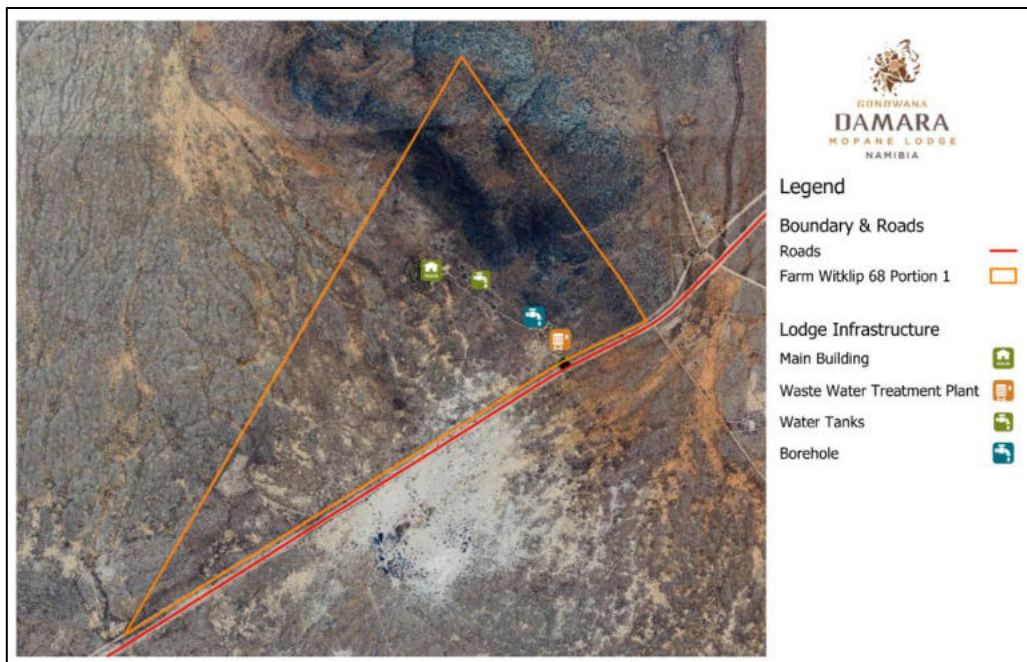 GONDWANA
DAMARA
MOPANE LODGE
NAMIBIA
Legend
Boundary & Roads
Roads
Farm Witklip 68 Portion 1
Lodge Infrastructure
Main Building
Waste Water Treatment Plant
Water Tanks
Borehole